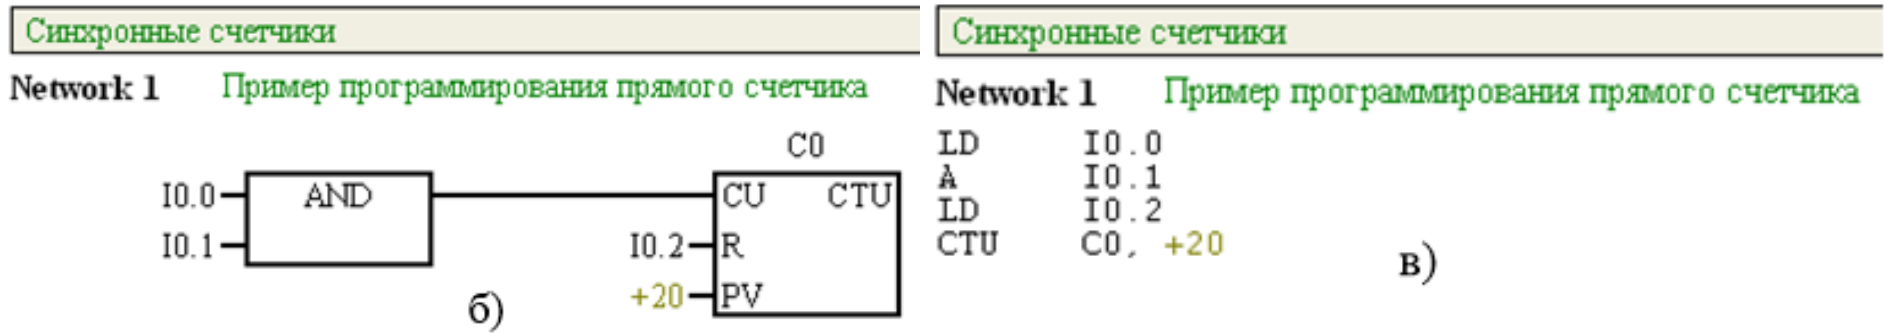 Синхронные счетчики
Network 1 Пример программирования прямого счетчика
C0
I0.0 AND CU CTU
I0.1 I0.2 R
+20 PV
б)
Синхронные счетчики
Network 1 Пример программирования прямого счетчика
LD I0.0
A I0.1
LD I0.2
CTU C0, +20
в)